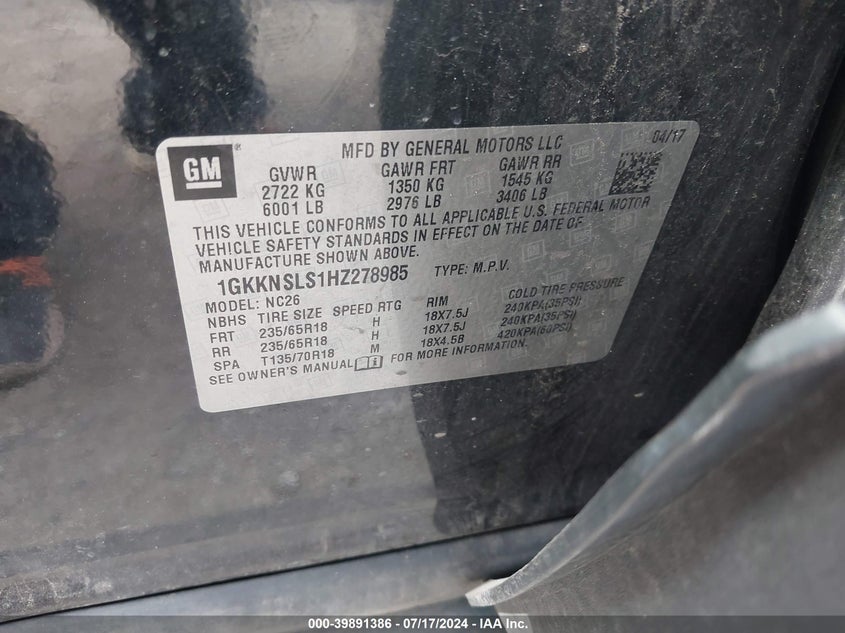 GM ®
MFD BY GENERAL MOTORS LLC 04/17
GVWR GAWR FRT GAWR RR
2722 KG 1350 KG 1545 KG
6001 LB 2976 LB 3406 LB
THIS VEHICLE CONFORMS TO ALL APPLICABLE U.S. FEDERAL MOTOR
VEHICLE SAFETY STANDARDS IN EFFECT ON THE DATE OF
MANUFACTURE SHOWN ABOVE.
1GKKNSLS1HZ278985 TYPE: M.P.V.
MODEL: NC26
NBHS TIRE SIZE SPEED RTG RIM COLD TIRE PRESSURE
FRT 235/65R18 H 18X7.5J 240KPA(35PSI)
RR 235/65R18 H 18X7.5J 240KPA(35PSI)
SPA T135/70R18 M 18X4.5B 420KPA(60PSI)
SEE OWNER'S MANUAL FOR MORE INFORMATION.
000-39891386 / 07/17/2024 - IAA Inc.